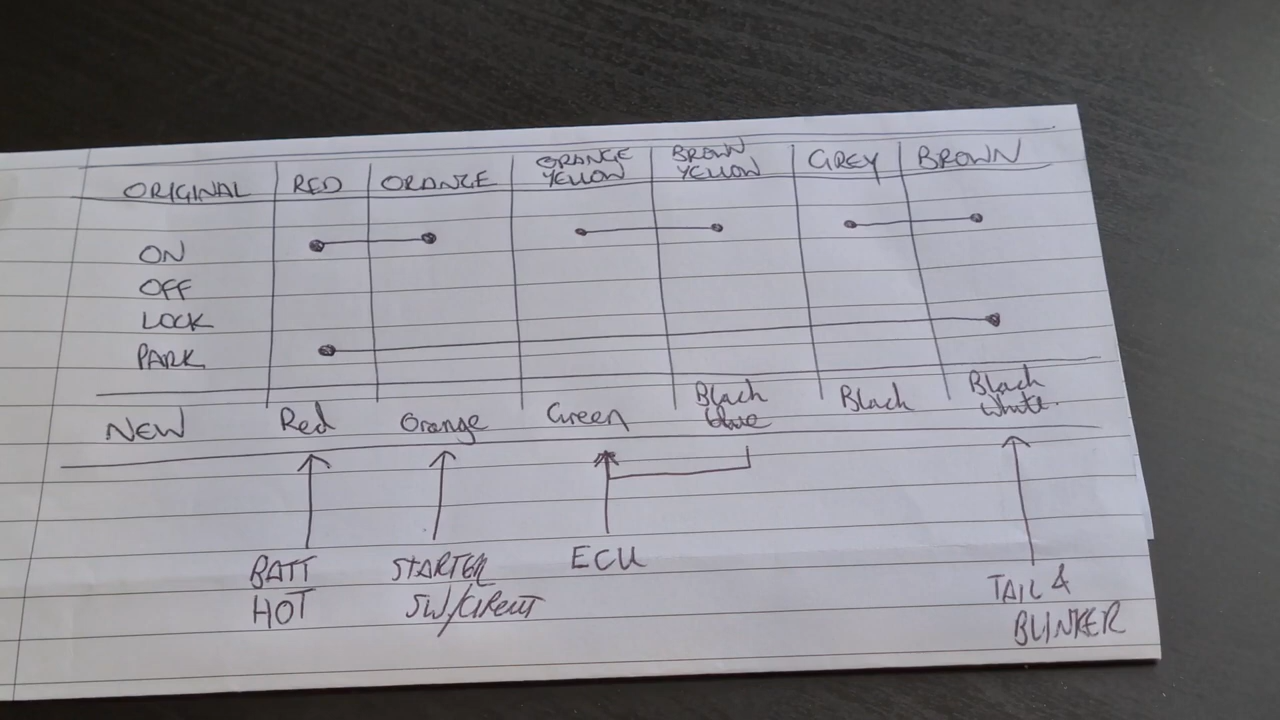 ORIGINAL RED ORANGE ORANGE YELLOW BROWN YELLOW GREY BROWN
ON
OFF
LOCK
PARK
NEW Red Orange Green Black blue Black Black white.
BATT HOT STARTER SW/CIRCUT ECU TAIL & BLINKER